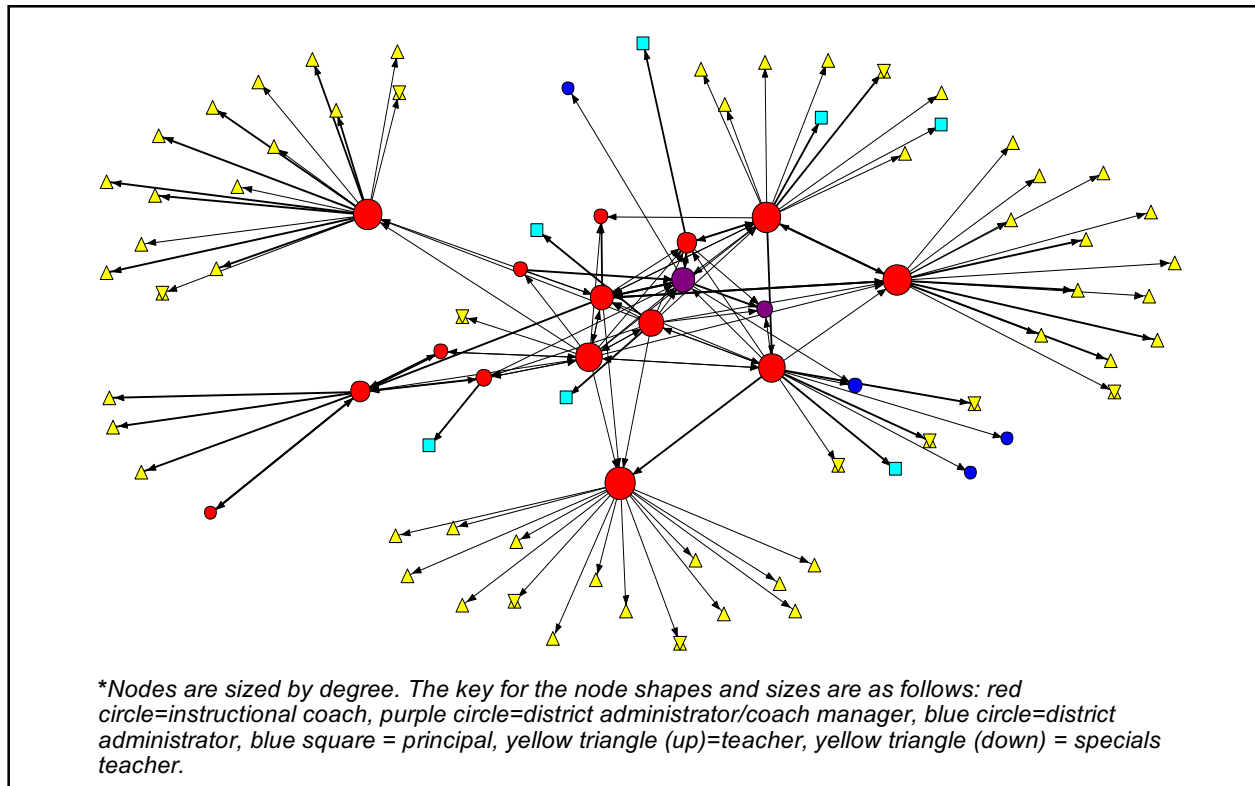 *Nodes are sized by degree. The key for the node shapes and sizes are as follows: red
circle=instructional coach, purple circle=district administrator/coach manager, blue circle=district
administrator, blue square = principal, yellow triangle (up)=teacher, yellow triangle (down) = specials
teacher.